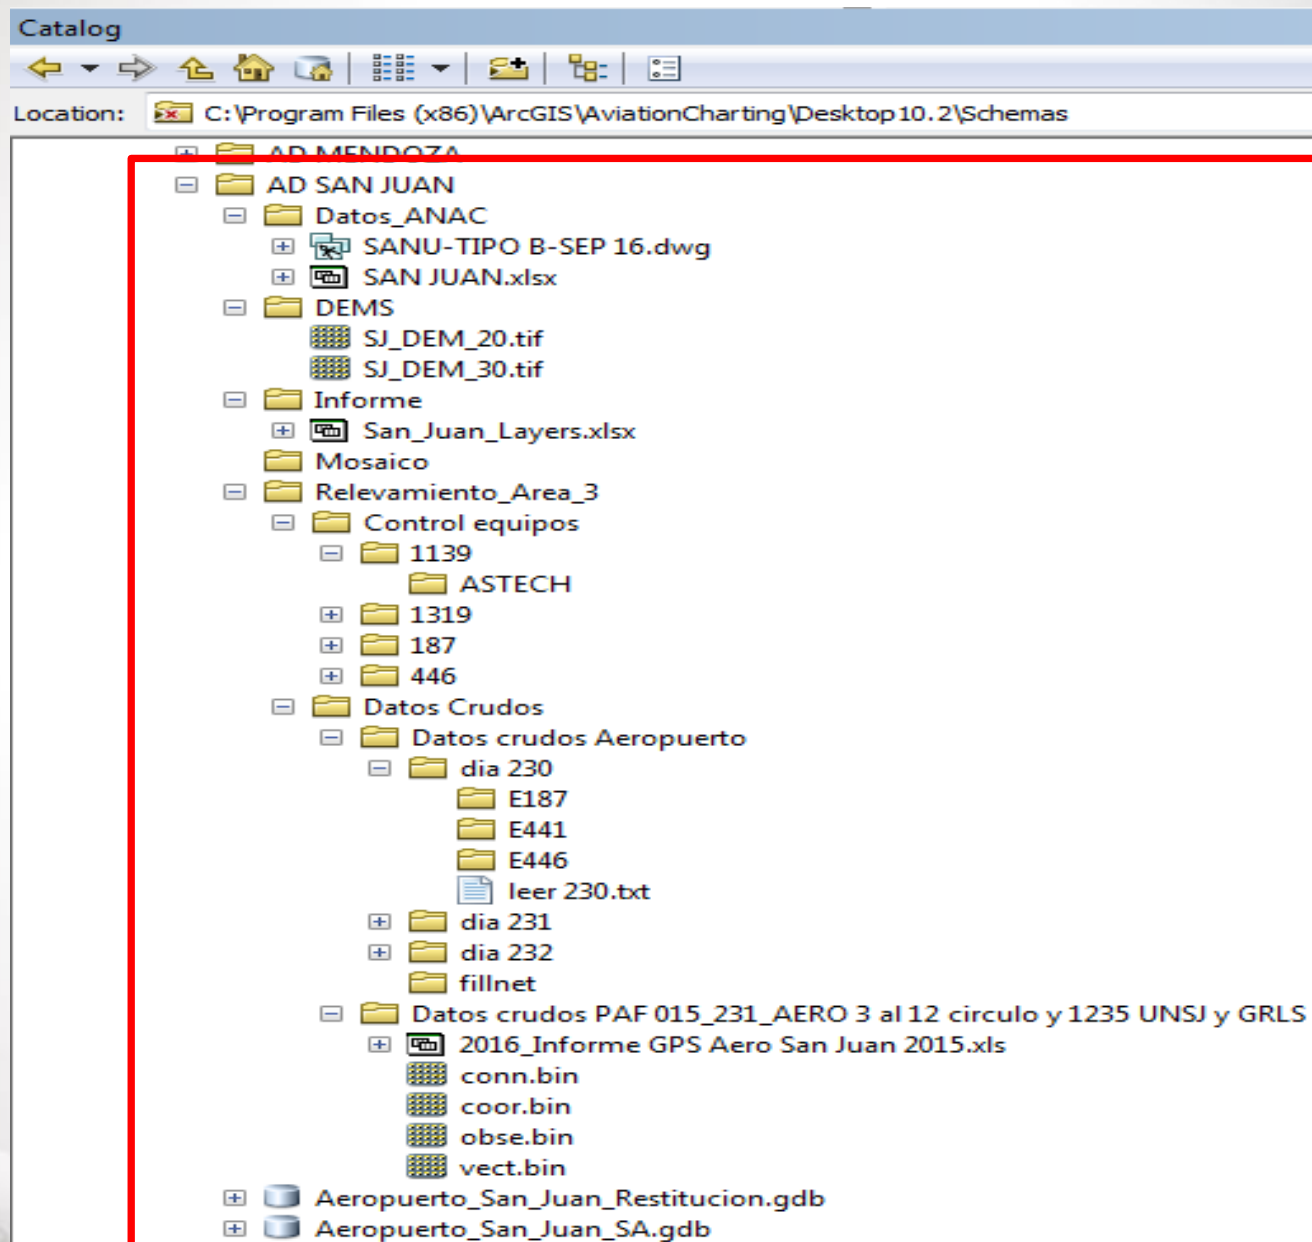 Catalog
Location: C:\Program Files (x86)\ArcGIS\AviationCharting\Desktop10.2\Schemas
AD MENDOZA
AD SAN JUAN
Datos_ANAC
SANU-TIPO B-SEP 16.dwg
SAN JUAN.xlsx
DEMS
SJ_DEM_20.tif
SJ_DEM_30.tif
Informe
San_Juan_Layers.xlsx
Mosaico
Relevamiento_Area_3
Control equipos
1139
ASTECH
1319
187
446
Datos Crudos
Datos crudos Aeropuerto
dia 230
E187
E441
E446
leer 230.txt
dia 231
dia 232
fillnet
Datos crudos PAF 015_231_AERO 3 al 12 circulo y 1235 UNSJ y GRLS
2016_Informe GPS Aero San Juan 2015.xls
conn.bin
coor.bin
obse.bin
vect.bin
Aeropuerto_San_Juan_Restitucion.gdb
Aeropuerto_San_Juan_SA.gdb